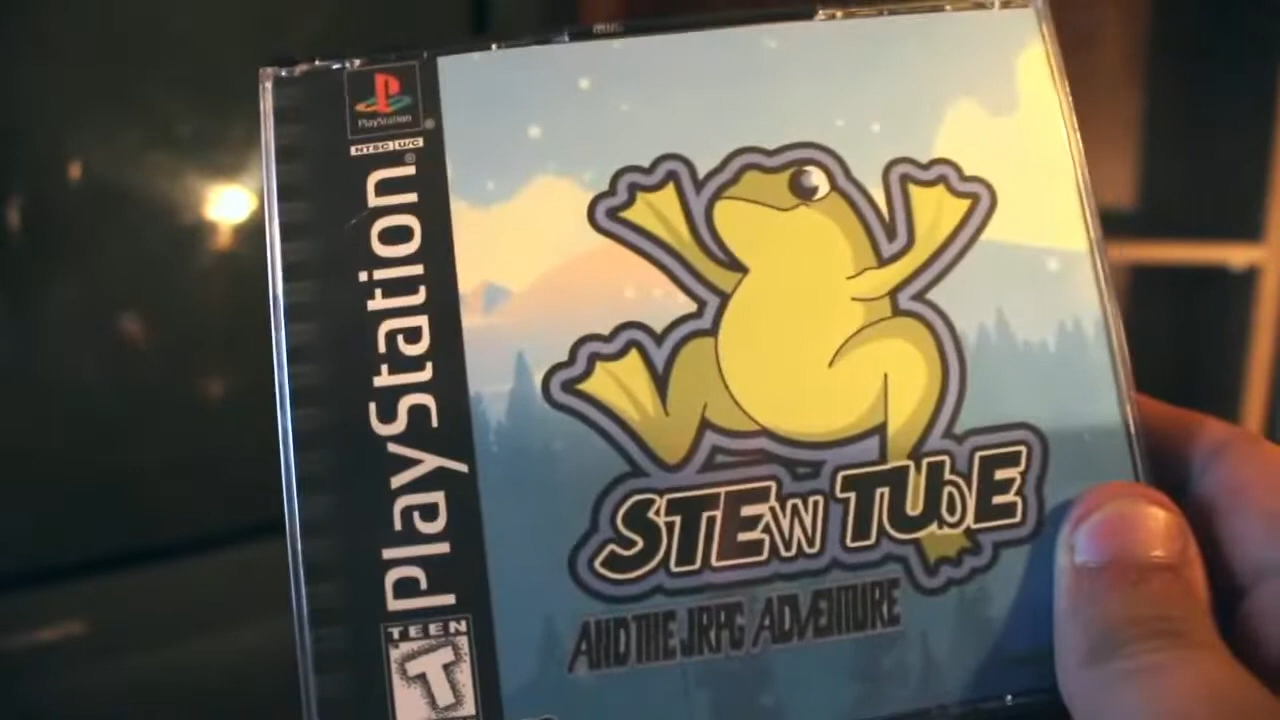 PlayStation
NTSC U/C
PlayStation
TEEN
T
STEW TUbE
AND THE JRPG ADVENTURE